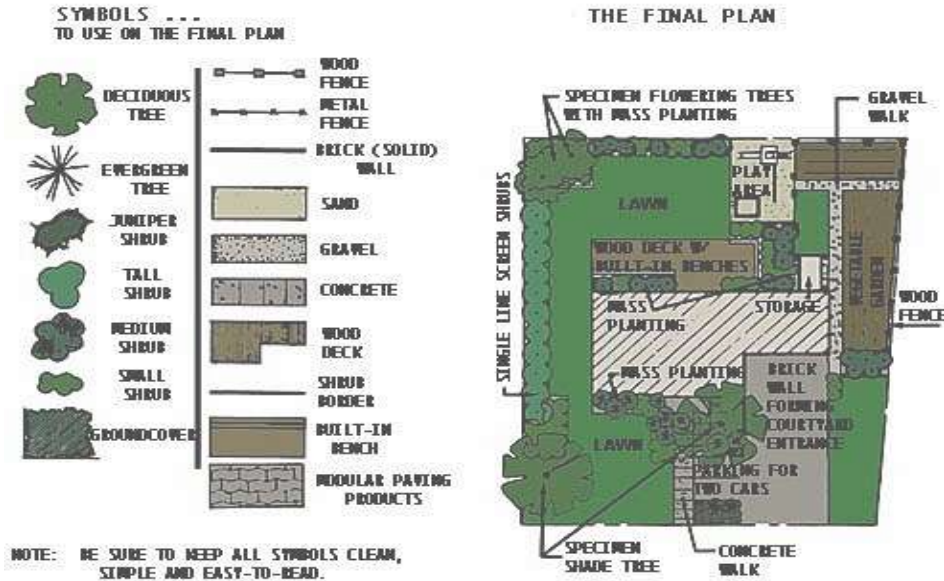 SYMBOLS ...
TO USE ON THE FINAL PLAN
DECIDUOUS
TREE
EVERGREEN
TREE
JUNIPER
SHRUB
TALL
SHRUB
MEDIUM
SHRUB
SMALL
SHRUB
GROUNDCOVER
WOOD
FENCE
METAL
FENCE
BRICK (SOLID)
WALL
SAND
GRAVEL
CONCRETE
WOOD
DECK
SHRUB
BORDER
BUILT-IN
BENCH
MODULAR PAVING
PRODUCTS
NOTE: BE SURE TO KEEP ALL SYMBOLS CLEAN,
SIMPLE AND EASY-TO-READ.
THE FINAL PLAN
SPECIMEN FLOWERING TREES
WITH MASS PLANTING
GRAVEL
WALK
PLAY
AREA
LAWN
SINGLE LINE SCREEN SHRUBS
WOOD DECK W/
BUILT-IN BENCHES
VEGETABLE
GARDEN
MASS
PLANTING
STORAGE
WOOD
FENCE
MASS PLANTING
BRICK
WALL
FORMING
COURTYARD
ENTRANCE
LAWN
PARKING FOR
TWO CARS
SPECIMEN
SHADE TREE
CONCRETE
WALK